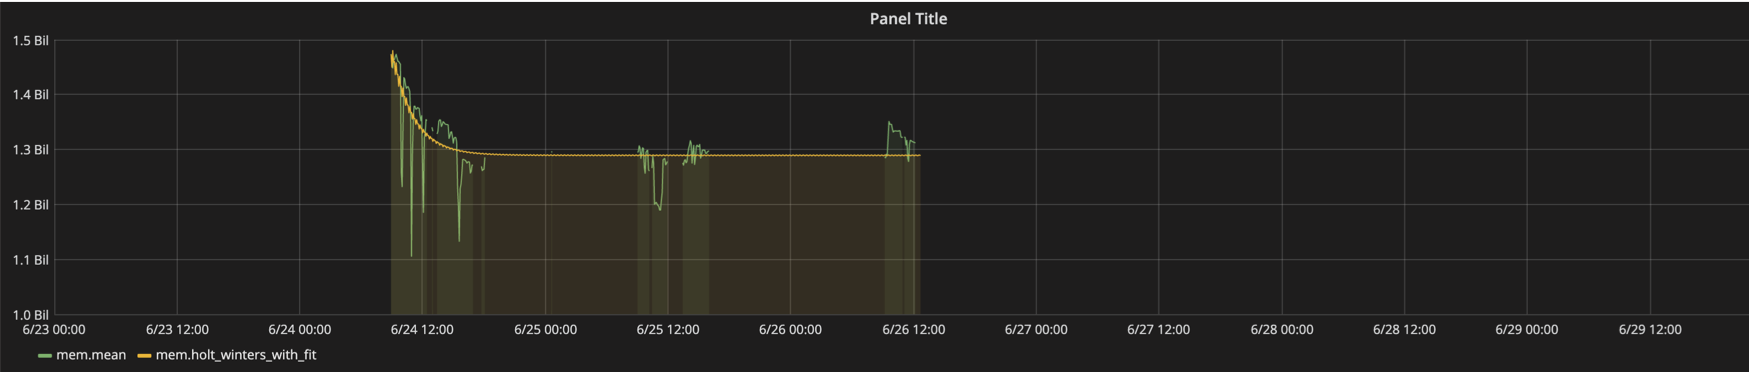 Panel Title
1.5 Bil
1.4 Bil
1.3 Bil
1.2 Bil
1.1 Bil
1.0 Bil
6/23 00:00 6/23 12:00 6/24 00:00 6/24 12:00 6/25 00:00 6/25 12:00 6/26 00:00 6/26 12:00 6/27 00:00 6/27 12:00 6/28 00:00 6/28 12:00 6/29 00:00 6/29 12:00
mem.mean mem.holt_winters_with_fit